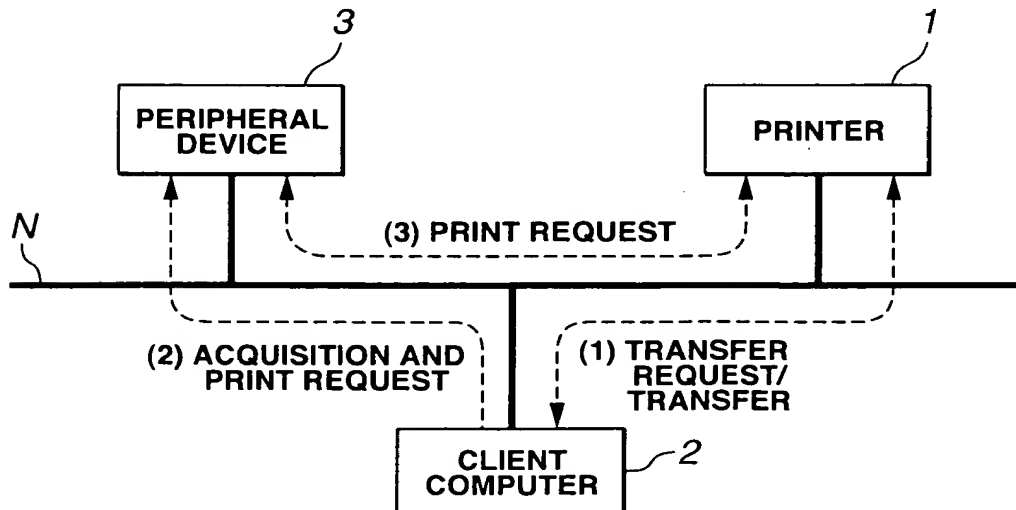 3
1
PERIPHERAL
DEVICE
PRINTER
(3) PRINT REQUEST
N
(2) ACQUISITION AND
PRINT REQUEST
(1) TRANSFER
REQUEST/
TRANSFER
CLIENT
COMPUTER
2